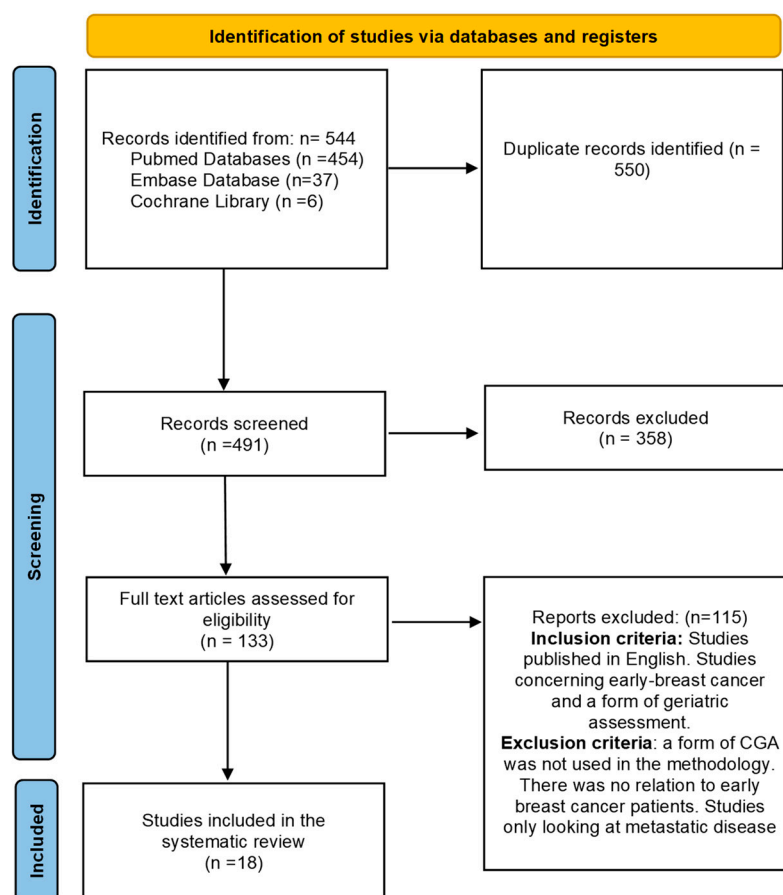 Identification of studies via databases and registers
Identification
Records identified from: n= 544
Pubmed Databases (n =454)
Embase Database (n=37)
Cochrane Library (n =6)
Duplicate records identified (n =
550)
Screening
Records screened
(n =491)
Records excluded
(n = 358)
Full text articles assessed for
eligibility
(n = 133)
Reports excluded: (n=115)
Inclusion criteria: Studies
published in English. Studies
concerning early-breast cancer
and a form of geriatric
assessment.
Exclusion criteria: a form of CGA
was not used in the methodology.
There was no relation to early
breast cancer patients. Studies
only looking at metastatic disease
Included
Studies included in the
systematic review
(n =18)